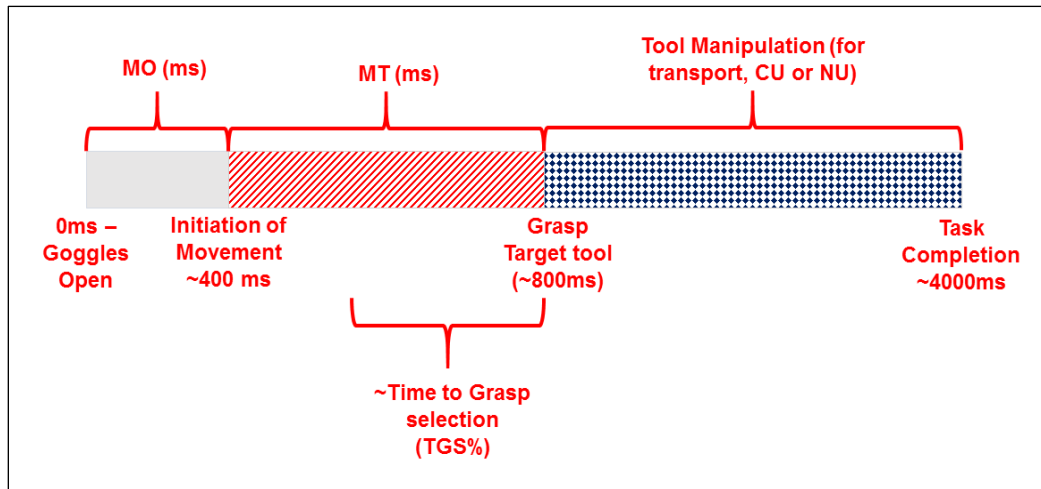 MO (ms)
MT (ms)
Tool Manipulation (for
transport, CU or NU)
0ms –
Goggles
Open
Initiation of
Movement
~400 ms
Grasp
Target tool
(~800ms)
Task
Completion
~4000ms
~Time to Grasp
selection
(TGS%)